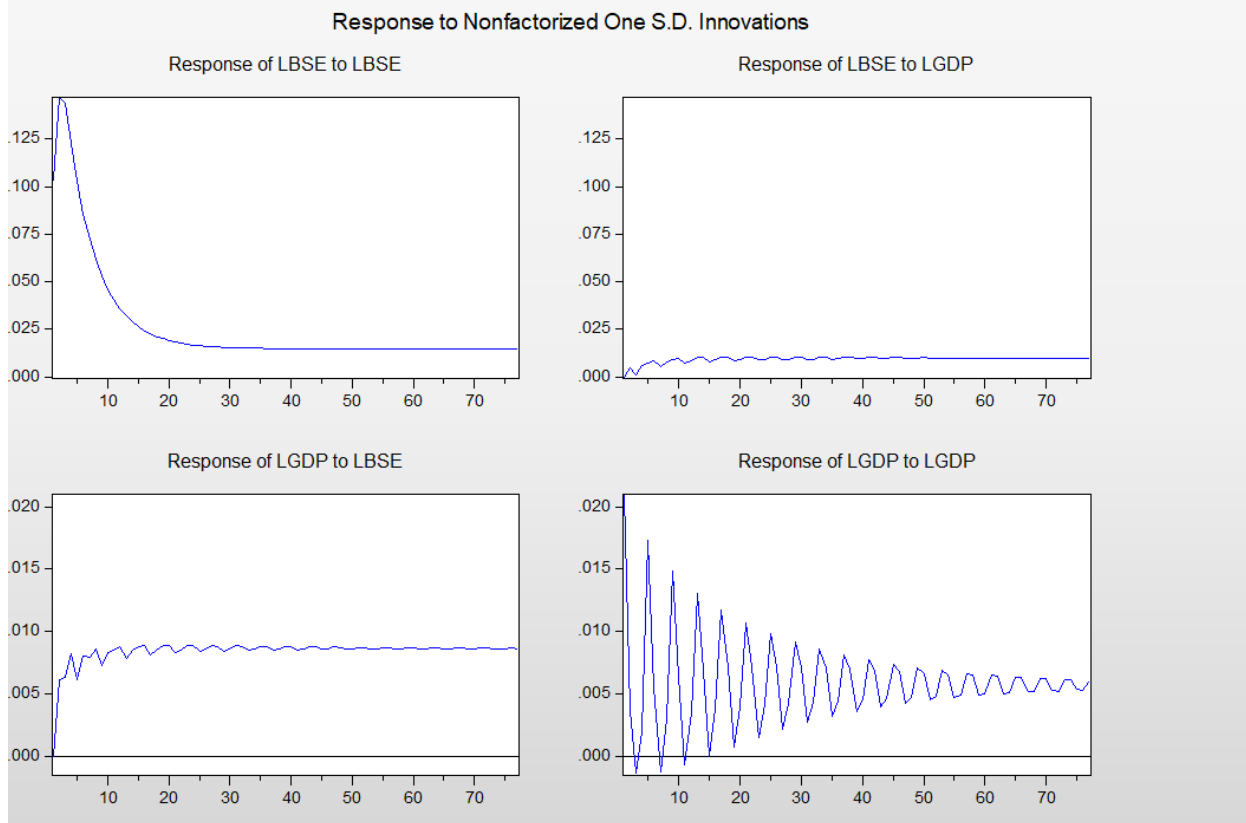 Response to Nonfactorized One S.D. Innovations
Response of LBSE to LBSE
.125
.100
.075
.050
.025
.000
10 20 30 40 50 60 70
Response of LBSE to LGDP
.125
.100
.075
.050
.025
.000
10 20 30 40 50 60 70
Response of LGDP to LBSE
.020
.015
.010
.005
.000
10 20 30 40 50 60 70
Response of LGDP to LGDP
.020
.015
.010
.005
.000
10 20 30 40 50 60 70